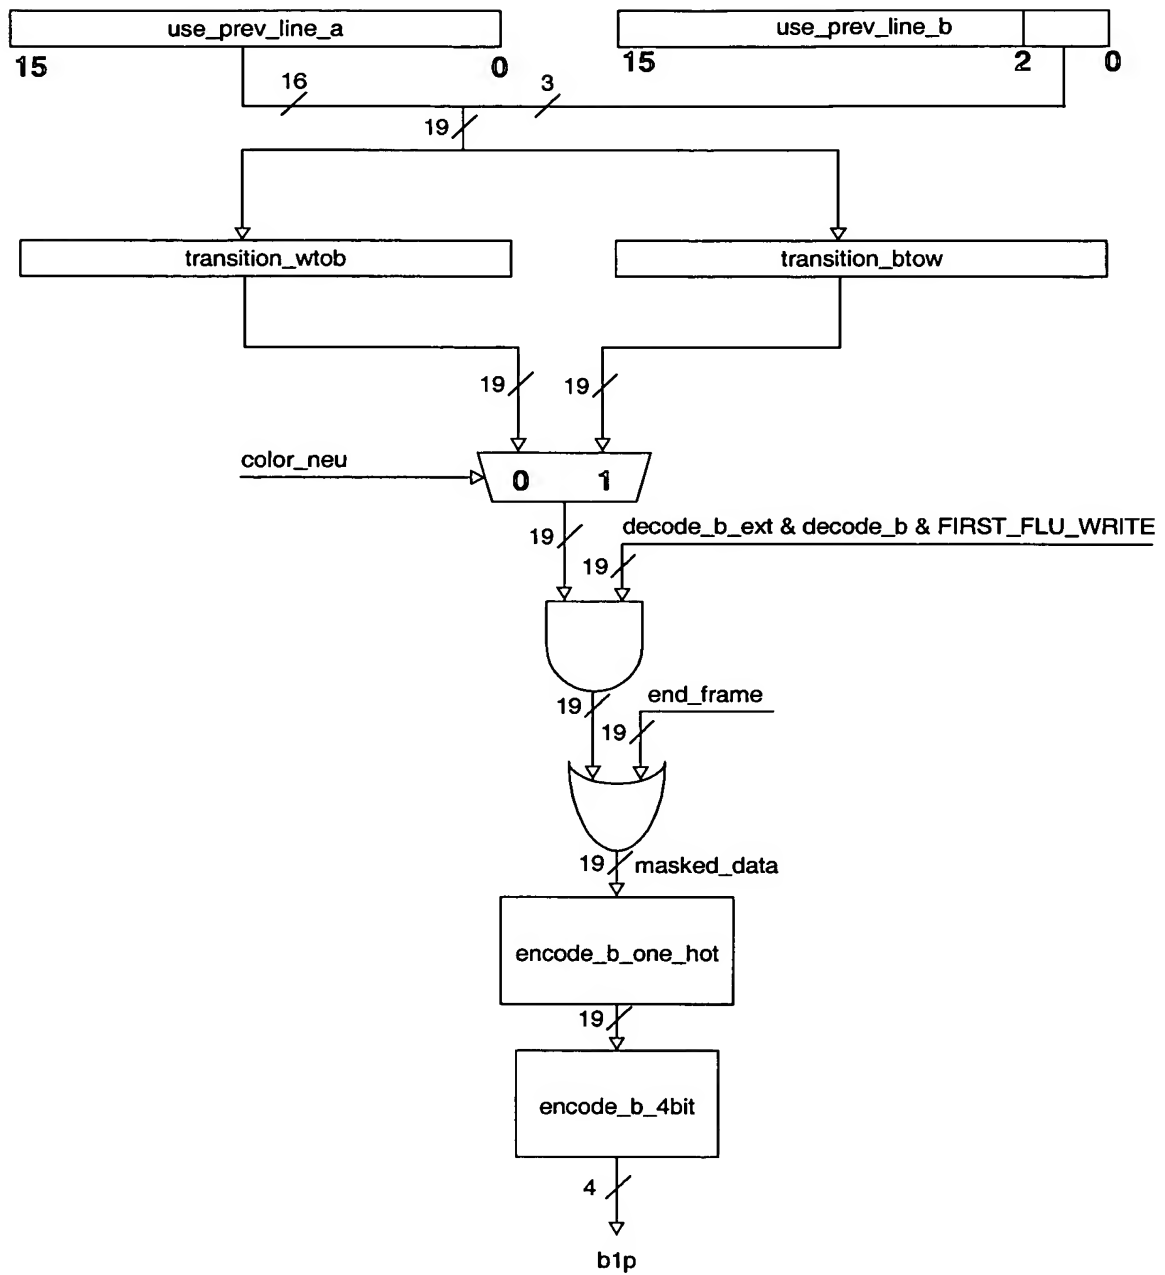 use_prev_line_a use_prev_line_b
15 0 15 2 0
16 3
19
transition_wtob transition_btow
19 19
color_neu
0 1
decode_b_ext & decode_b & FIRST_FLU_WRITE
19
19
end_frame
19
19
19 masked_data
encode_b_one_hot
19
encode_b_4bit
4
b1p